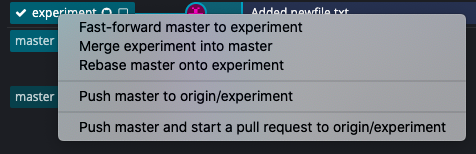 ✓ experiment
Added newfile.txt
master
master
Fast-forward master to experiment
Merge experiment into master
Rebase master onto experiment
Push master to origin/experiment
Push master and start a pull request to origin/experiment